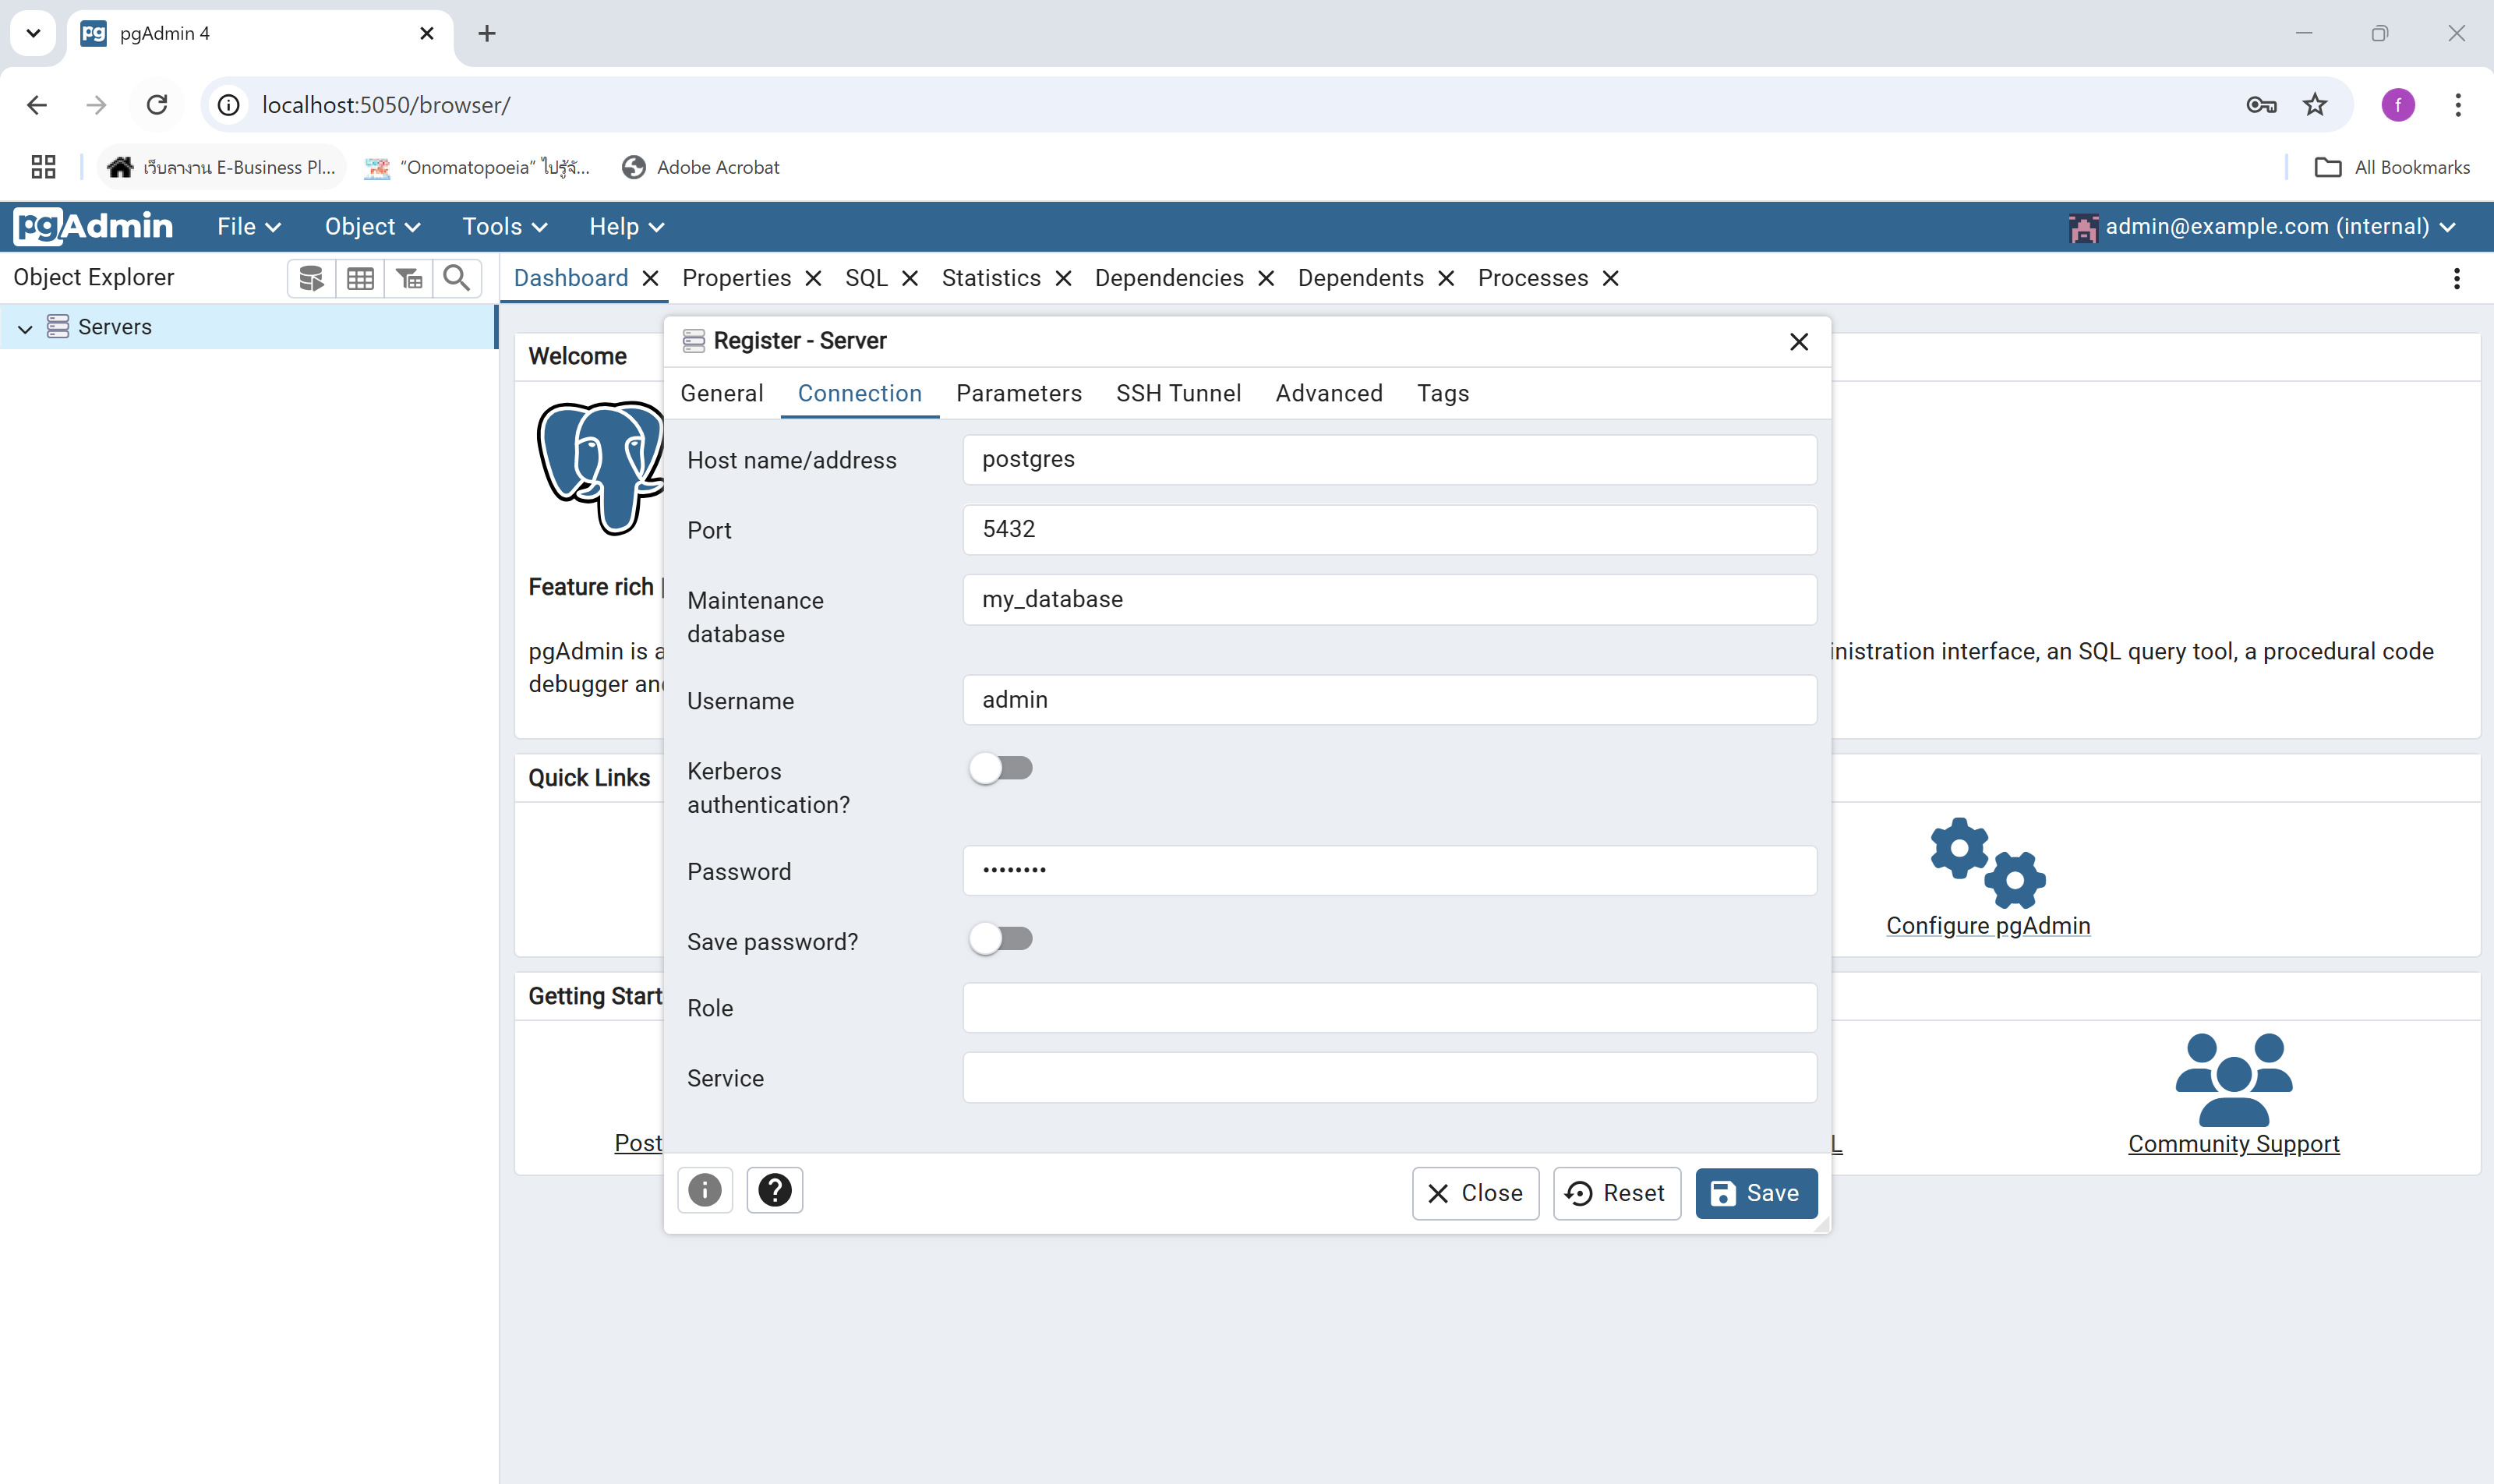 pgAdmin 4
localhost:5050/browser/
f
เว็บลางาน E-Business Pl...
“Onomatopoeia” ไปรู้จั...
Adobe Acrobat
All Bookmarks
pgAdmin
File
Object
Tools
Help
admin@example.com (internal)
Object Explorer
Dashboard
Properties
SQL
Statistics
Dependencies
Dependents
Processes
Servers
Welcome
Register - Server
General
Connection
Parameters
SSH Tunnel
Advanced
Tags
Host name/address
postgres
Port
5432
Feature rich
Maintenance
database
my_database
pgAdmin is a
inistration interface, an SQL query tool, a procedural code
debugger and
Username
admin
Quick Links
Kerberos
authentication?
Password
••••••••
Configure pgAdmin
Save password?
Getting Start
Role
Service
Post
L
Community Support
Close
Reset
Save